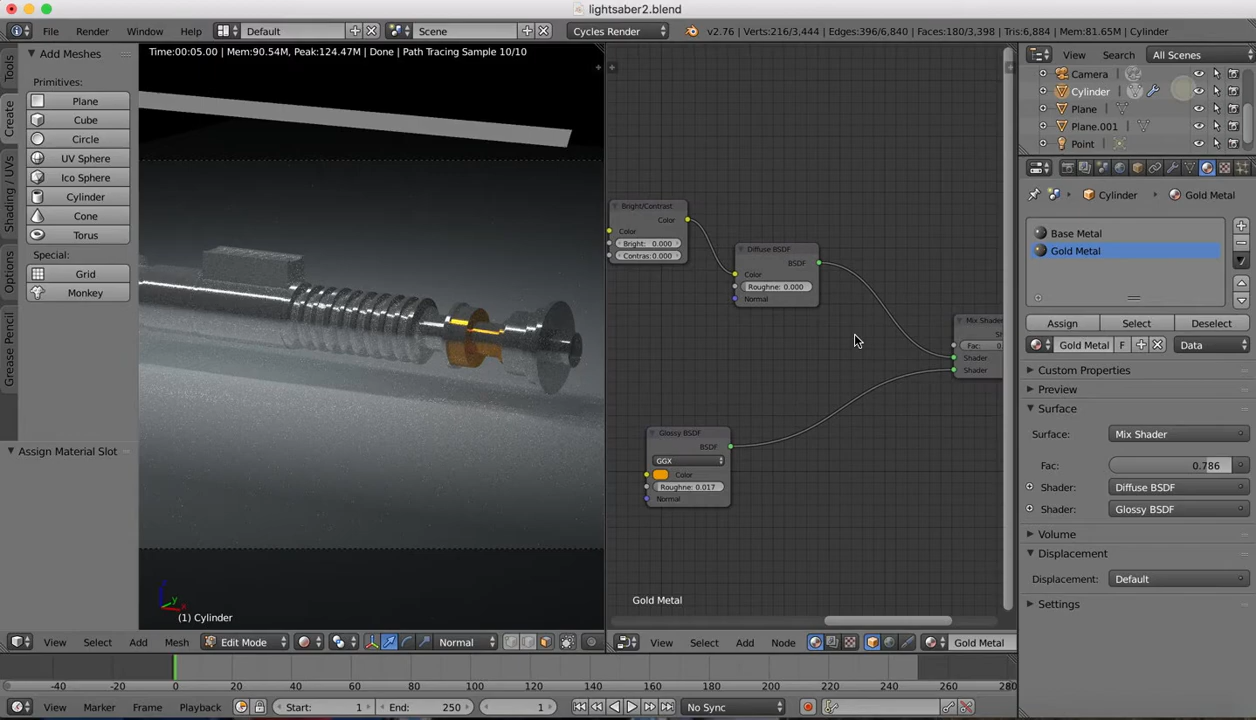 lightsaber2.blend
File Render Window Help Default Scene Cycles Render v2.76 | Verts:216/3,444 | Edges:396/6,840 | Faces:180/3,398 | Tris:6,884 | Mem:81.65M | Cylinder
Tools
Create
Shading / UVs
Options
Grease Pencil
Add Meshes
Primitives:
Plane
Cube
Circle
UV Sphere
Ico Sphere
Cylinder
Cone
Torus
Special:
Grid
Monkey
Assign Material Slot
Time:00:05.00 | Mem:90.54M, Peak:124.47M | Done | Path Tracing Sample 10/10
(1) Cylinder
View Select Add Mesh Edit Mode Normal
Bright/Contrast
Color
Color
Bright: 0.000
Contras:0.000
Diffuse BSDF
BSDF
Color
Roughne: 0.000
Normal
Mix Shader
Fac:
Shader
Shader
Glossy BSDF
BSDF
GGX
Color
Roughne: 0.017
Normal
Gold Metal
View Select Add Node Gold Metal
View Search All Scenes
Camera
Cylinder
Plane
Plane.001
Point
Cylinder Gold Metal
Base Metal
Gold Metal
Assign Select Deselect
Gold Metal F Data
Custom Properties
Preview
Surface
Surface: Mix Shader
Fac: 0.786
Shader: Diffuse BSDF
Shader: Glossy BSDF
Volume
Displacement
Displacement: Default
Settings
-40 -20 0 20 40 60 80 100 120 140 160 180 200 220 240 260 280
View Marker Frame Playback Start: 1 End: 250 1 No Sync